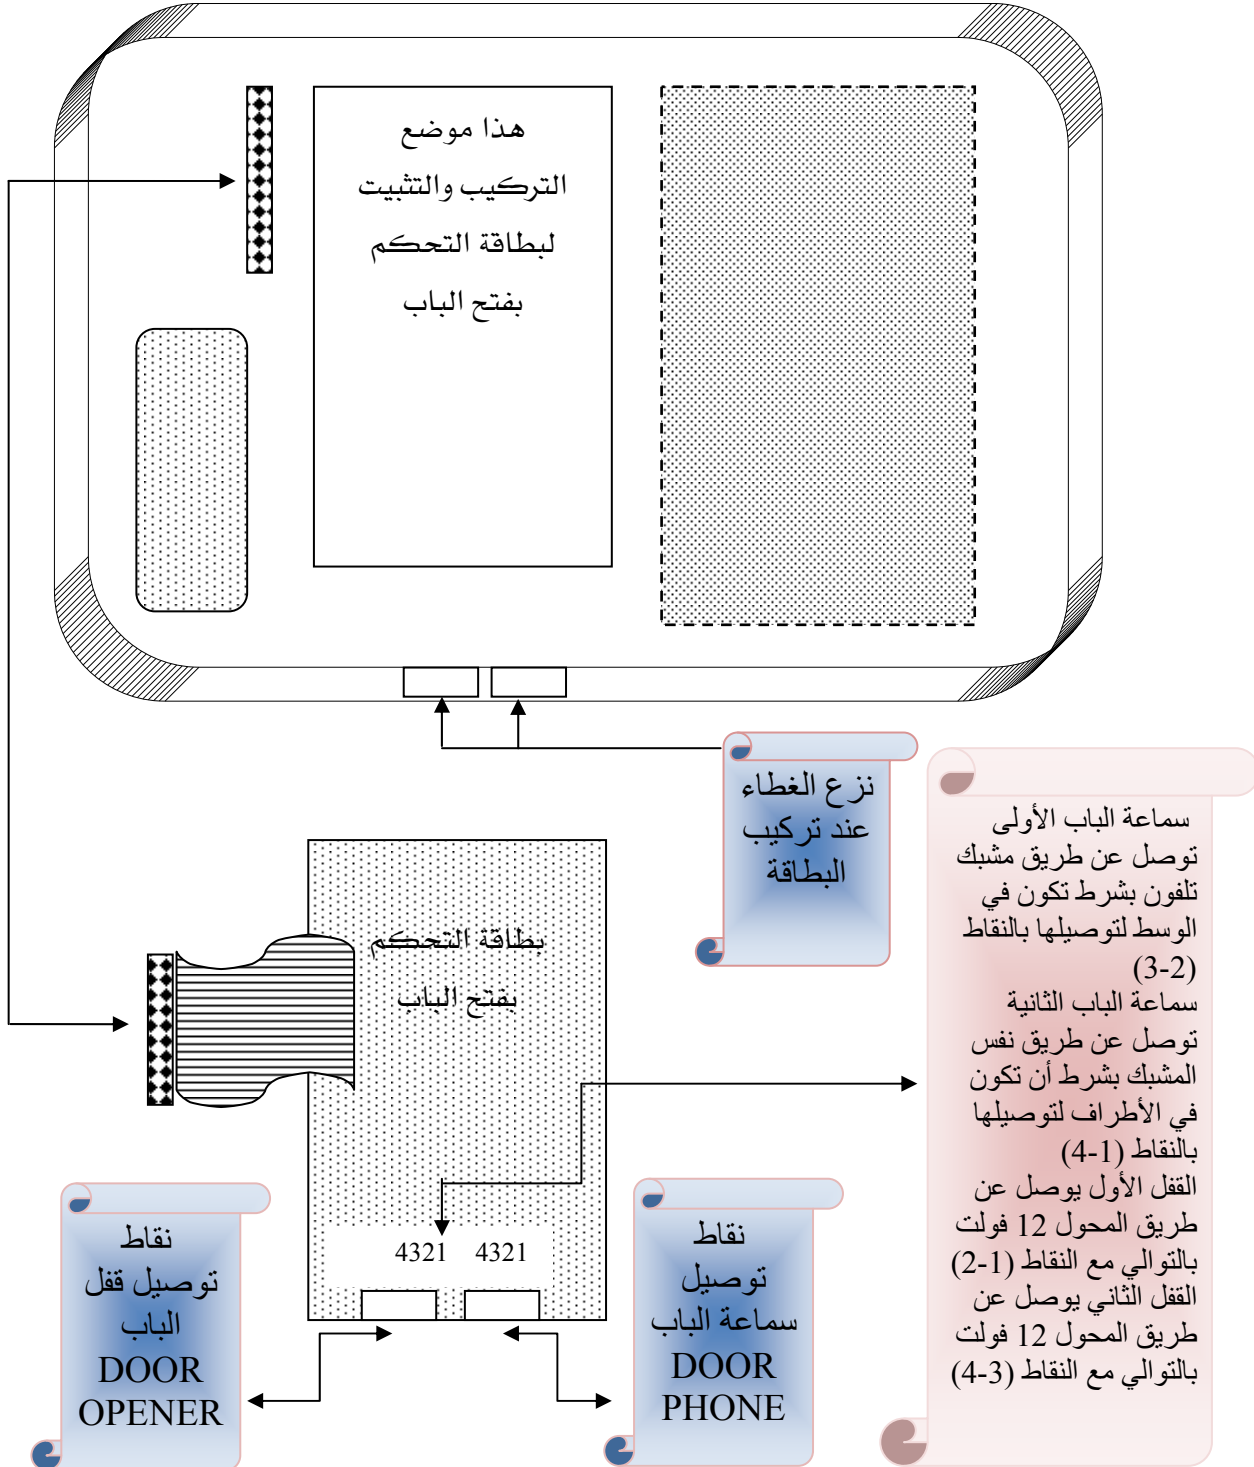 هذا موضع
التركيب والتثبيت
لبطاقة التحكم
بفتح الباب
نزع الغطاء
عند تركيب
البطاقة
سماعة الباب الأولى
توصل عن طريق مشبك
تلفون بشرط تكون في
الوسط لتوصيلها بالنقاط
(3-2)
سماعة الباب الثانية
توصل عن طريق نفس
المشبك بشرط أن تكون
في الأطراف لتوصيلها
بالنقاط (4-1)
القفل الأول يوصل عن
طريق المحول 12 فولت
بالتوالي مع النقاط (2-1)
القفل الثاني يوصل عن
طريق المحول 12 فولت
بالتوالي مع النقاط (4-3)
بطاقة التحكم
بفتح الباب
4321 4321
نقاط
توصيل
سماعة الباب
DOOR
PHONE
نقاط
توصيل قفل
الباب
DOOR
OPENER